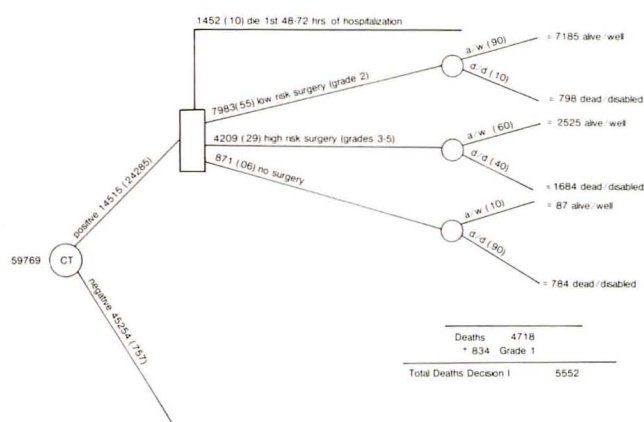 1452 (10) die 1st 48-72 hrs. of hospitalization
a/w (90)
= 7185 alive/well
d/d (10)
7983(55) low risk surgery (grade 2)
= 798 dead/disabled
= 2525 alive/well
a/w (60)
4209 (29) high risk surgery (grades 3-5)
d/d (40)
871 (06) no surgery
= 1684 dead/disabled
a/w (10)
= 87 alive/well
positive 14515 (24285)
d/d (90)
59769
CT
= 784 dead/disabled
negative 45254 (757)
Deaths 4718
+ 834 Grade 1
Total Deaths Decision I 5552